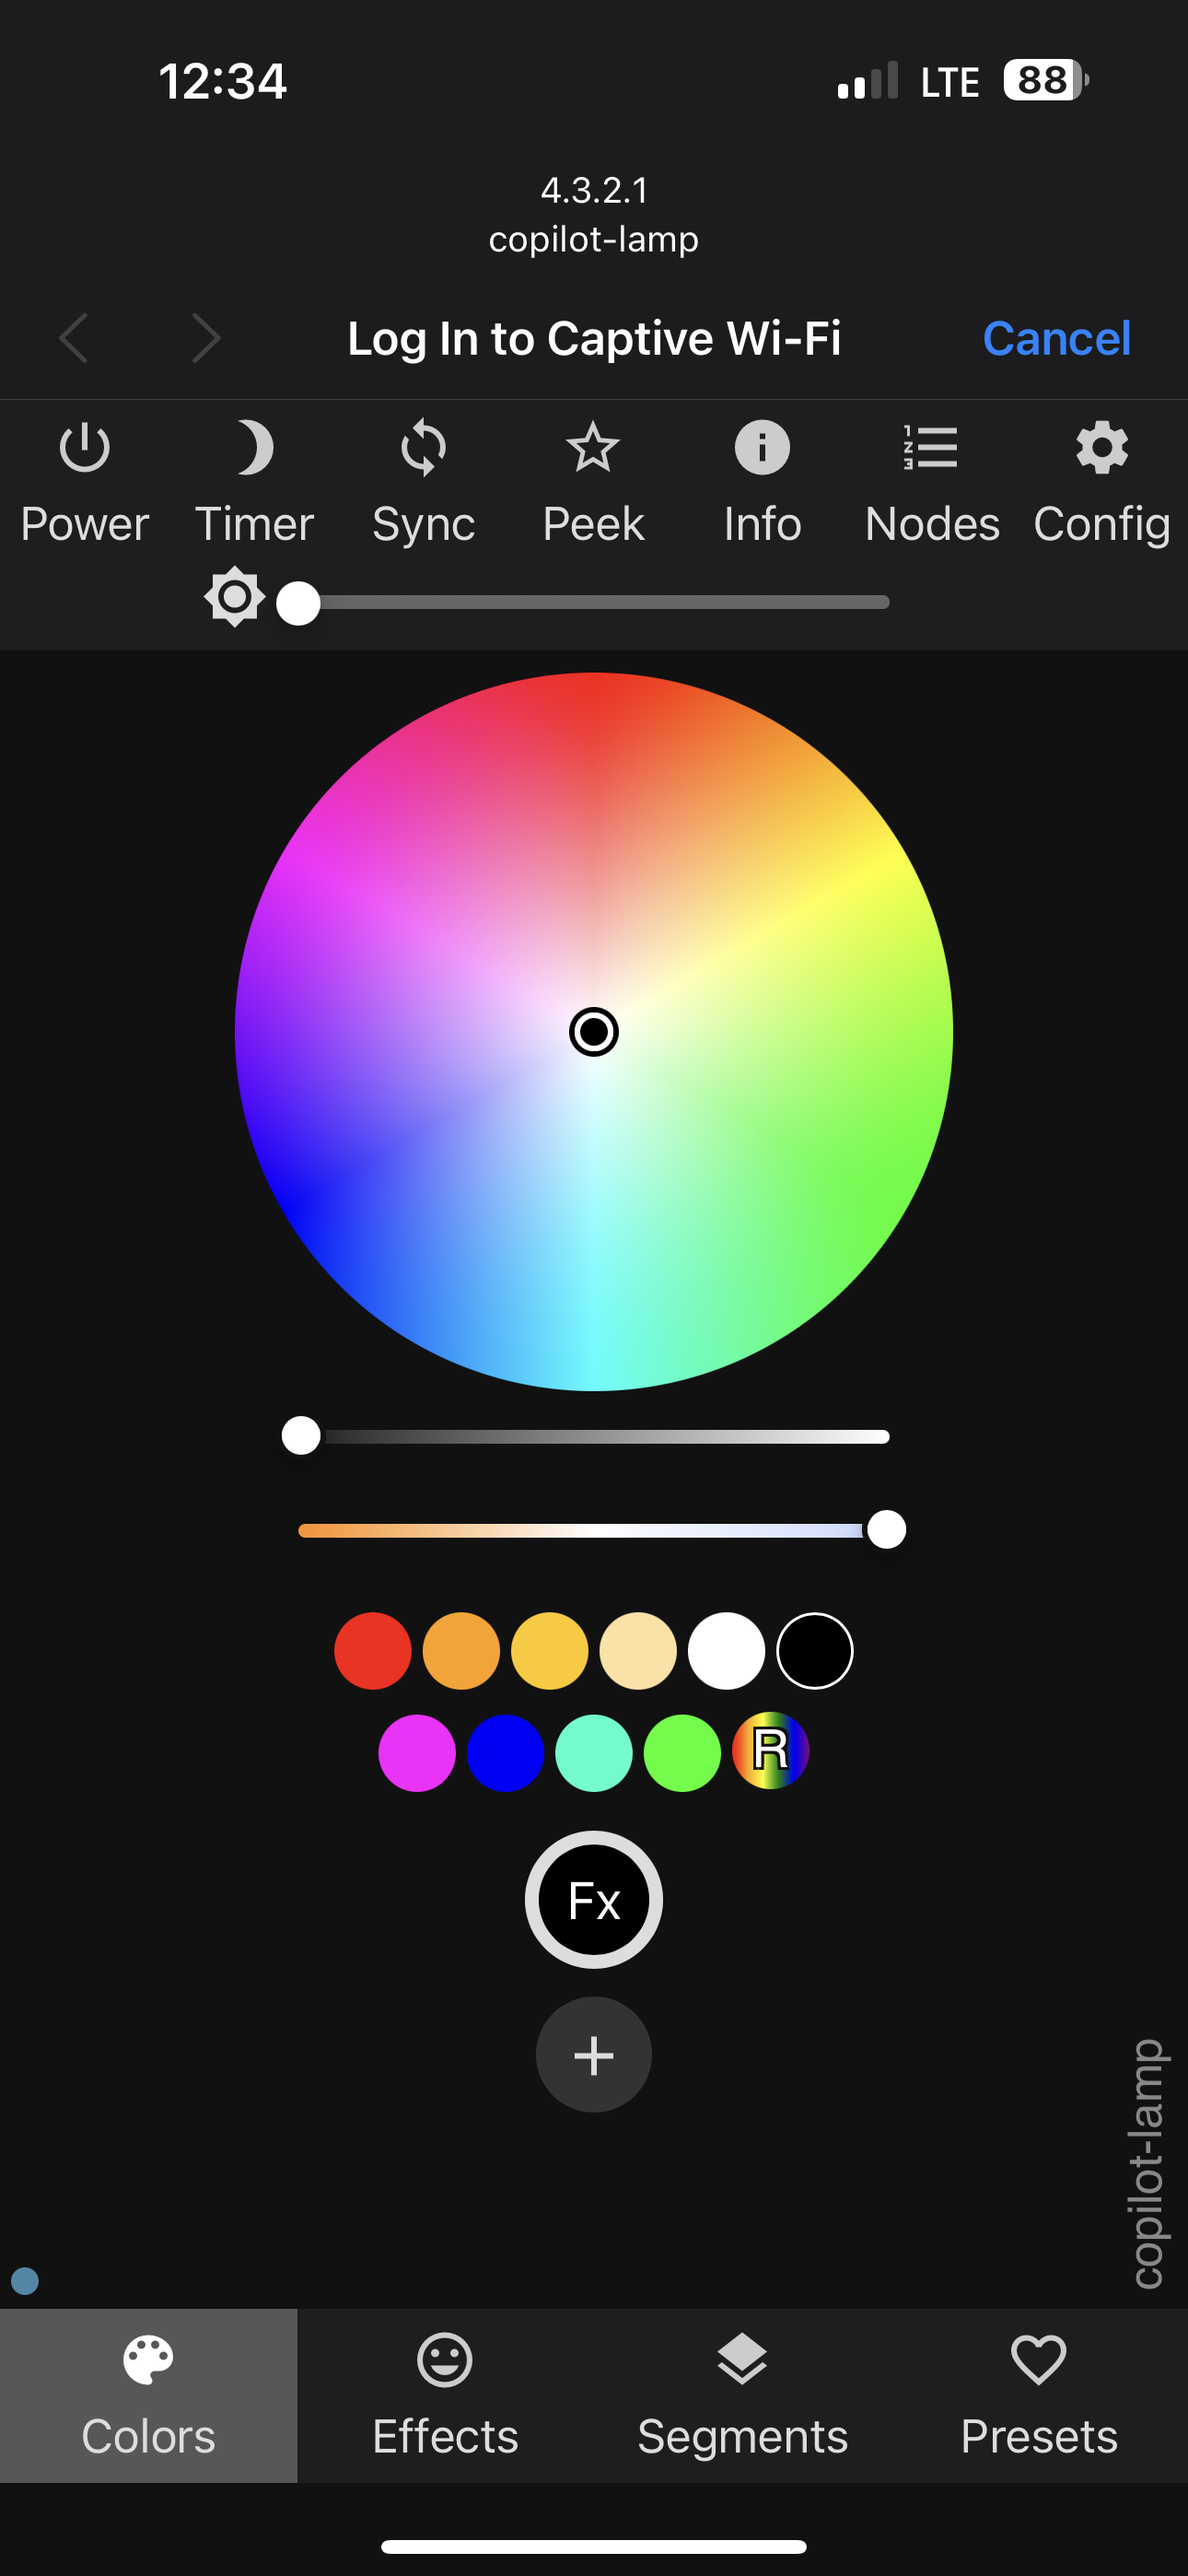 12:34 LTE 88
4.3.2.1
copilot-lamp
Log In to Captive Wi-Fi Cancel
Power Timer Sync Peek Info Nodes Config
R
Fx
+
copilot-lamp
Colors Effects Segments Presets